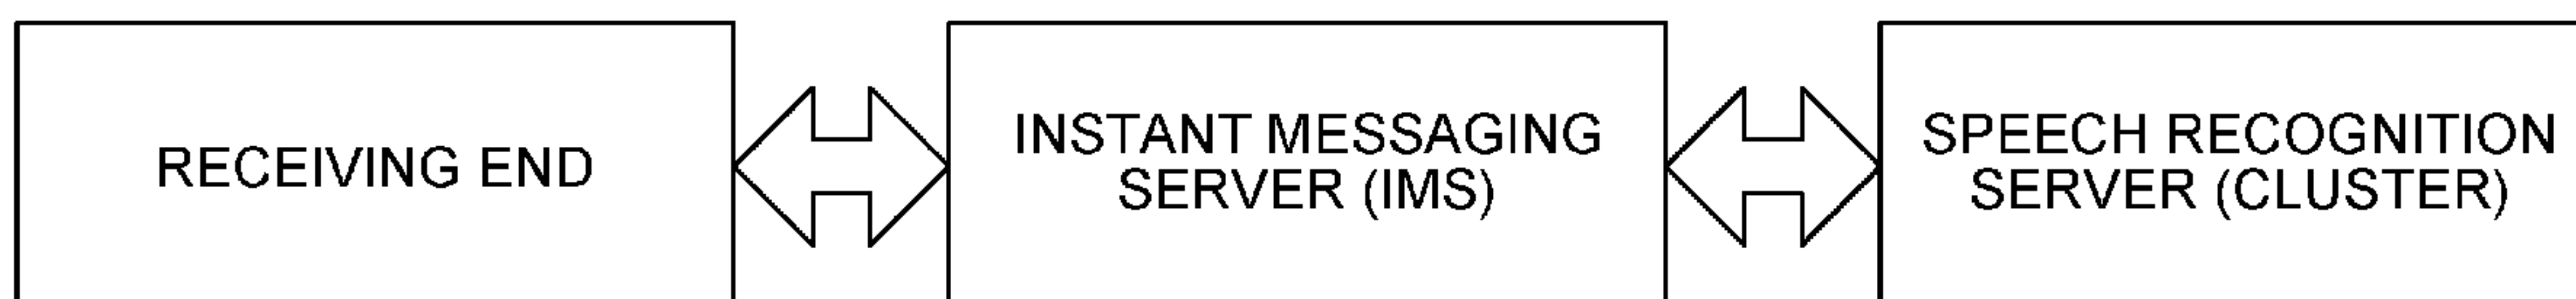 RECEIVING END
INSTANT MESSAGING
SERVER (IMS)
SPEECH RECOGNITION
SERVER (CLUSTER)